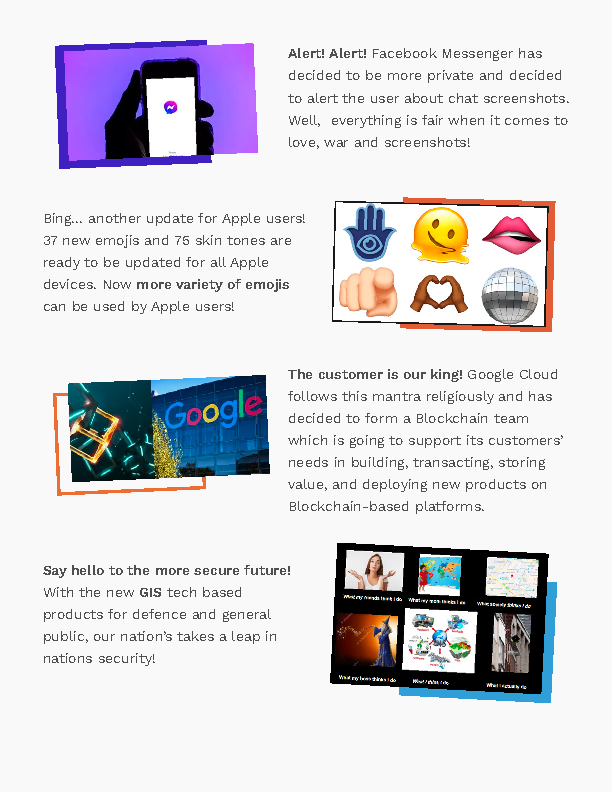 Alert! Alert! Facebook Messenger has
decided to be more private and decided
to alert the user about chat screenshots.
Well, everything is fair when it comes to
love, war and screenshots!
Bing... another update for Apple users!
37 new emojis and 75 skin tones are
ready to be updated for all Apple
devices. Now more variety of emojis
can be used by Apple users!
The customer is our king! Google Cloud
follows this mantra religiously and has
decided to form a Blockchain team
which is going to support its customers'
needs in building, transacting, storing
value, and deploying new products on
Blockchain-based platforms.
Google
Say hello to the more secure future!
With the new GIS tech based
products for defence and general
public, our nation's takes a leap in
nations security!
What my friends think I do
What my mom thinks I do
What society thinks I do
What my boss thinks I do
What I think I do
What I actually do